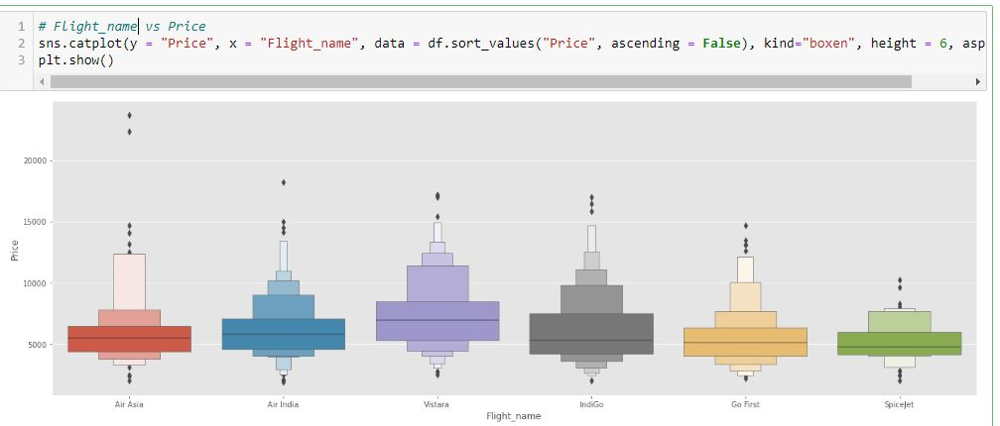 1 # Flight_name vs Price
2 sns.catplot(y = "Price", x = "Flight_name", data = df.sort_values("Price", ascending = False), kind="boxen", height = 6, asp
3 plt.show()
20000
15000
10000
5000
Price
Air Asia Air India Vistara IndiGo Go First SpiceJet
Flight_name